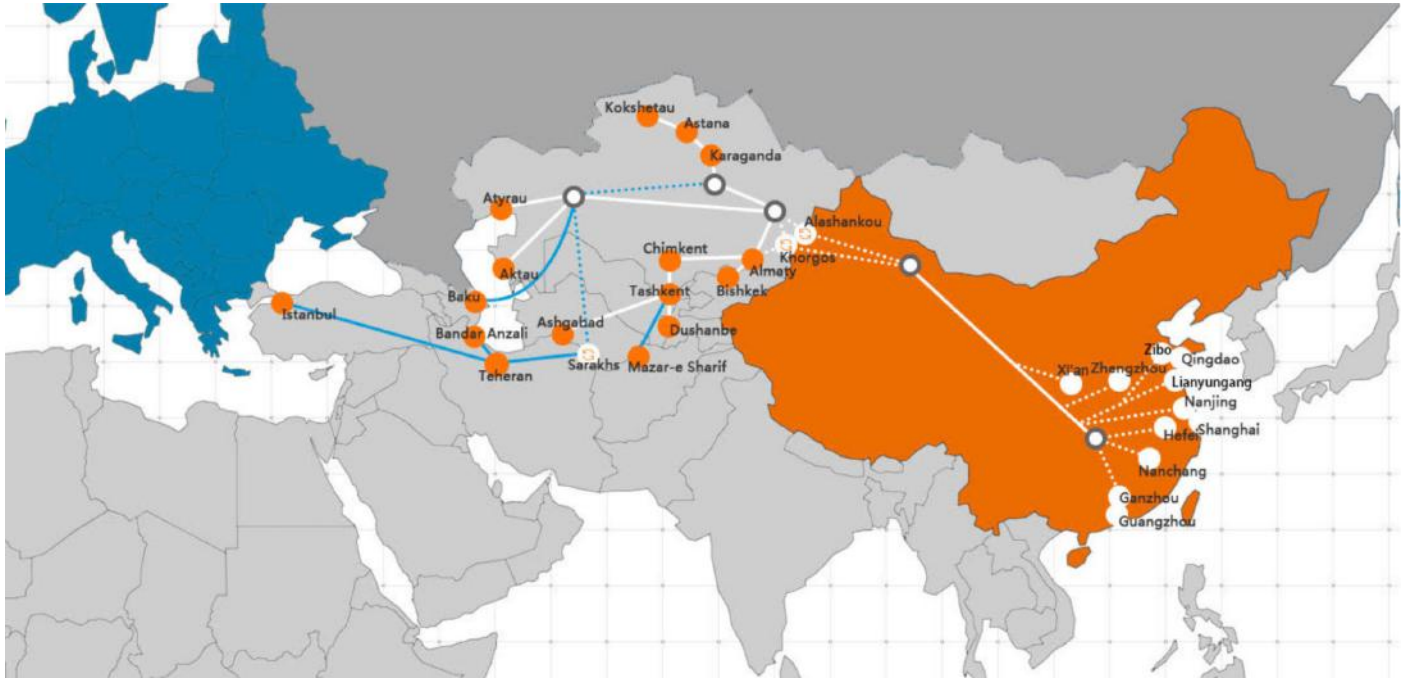 Kokshetau
Astana
Karaganda
Atyrau
Alashankou
Chimkent
Khorgos
Aktau
Almaty
Bishkek
Baku
Tashkent
Istanbul
Ashgabad
Bandar Anzali
Dushanbe
Sarakhs
Mazar-e Sharif
Teheran
Zibo
Qingdao
Xi'an
Zhengzhou
Lianyungang
Nanjing
Shanghai
Hefei
Nanchang
Ganzhou
Guangzhou